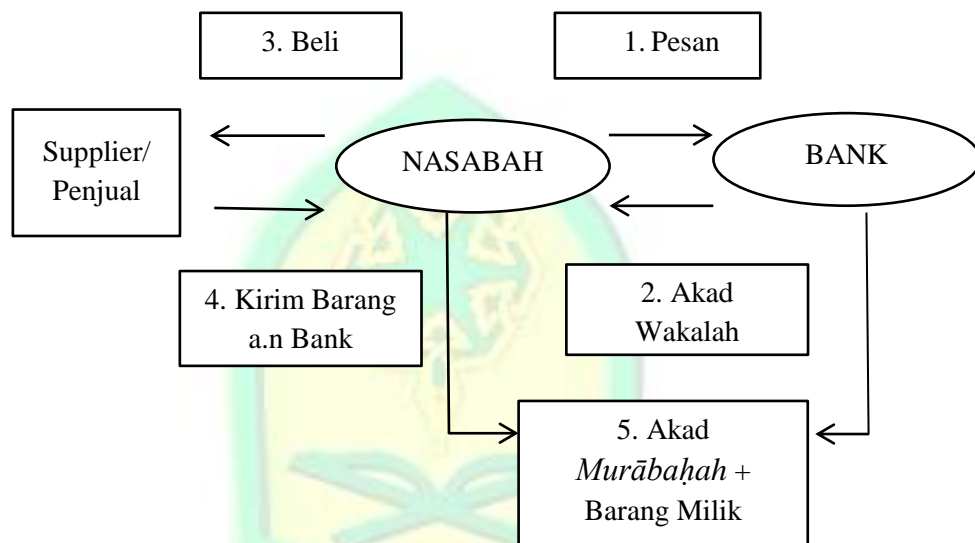 3. Beli
1. Pesan
Supplier/
Penjual
NASABAH
BANK
4. Kirim Barang
a.n Bank
2. Akad
Wakalah
5. Akad
Murābaḥah +
Barang Milik